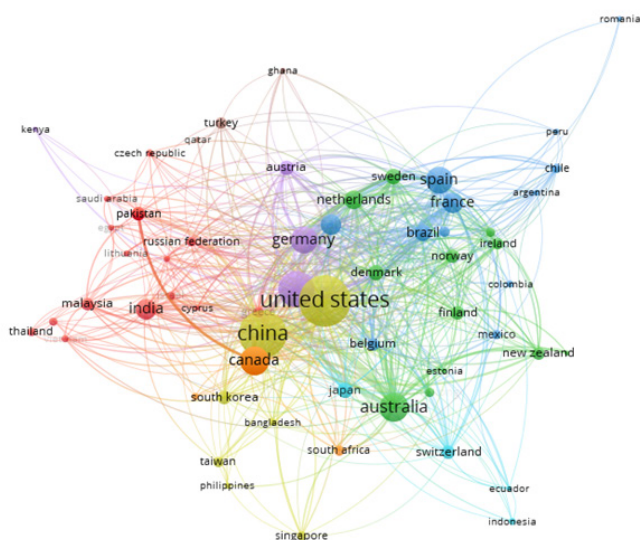 romania
ghana
turkey
kenya
peru
qatar
czech republic
austria
chile
sweden
spain
argentina
saudi arabia
netherlands
france
pakistan
egypt
germany
brazil
ireland
russian federation
lithuania
norway
denmark
colombia
malaysia
united states
india
cyprus
finland
thailand
china
mexico
belgium
new zealand
canada
estonia
south korea
japan
australia
bangladesh
south africa
switzerland
taiwan
philippines
ecuador
indonesia
singapore